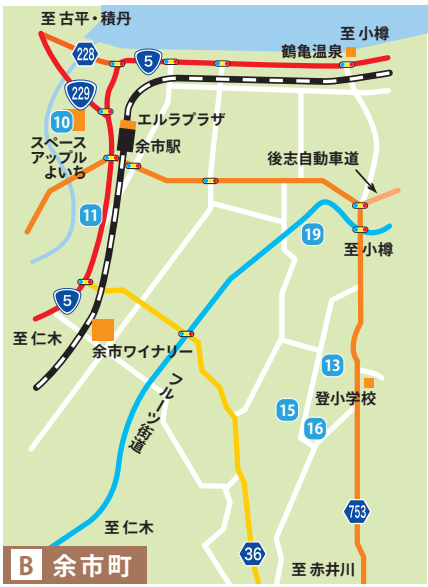 至古平・積丹
至 小樽
鶴亀温泉
228
5
229
10
エルラプラザ
スペース
アップル
よいち
余市駅
後志自動車道
11
19
至小樽
5
至 仁木
余市ワイナリー
13
フルーツ街道
登小学校
15
16
753
至 仁木
36
至 赤井川
B 余市町